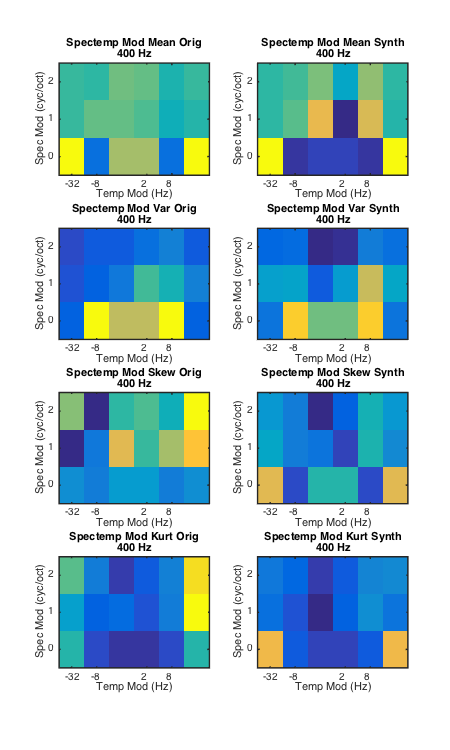 Spectemp Mod Mean Orig
400 Hz
Spec Mod (cyc/oct)
2
1
0
-32 -8 2 8
Temp Mod (Hz)
Spectemp Mod Mean Synth
400 Hz
Spec Mod (cyc/oct)
2
1
0
-32 -8 2 8
Temp Mod (Hz)
Spectemp Mod Var Orig
400 Hz
Spec Mod (cyc/oct)
2
1
0
-32 -8 2 8
Temp Mod (Hz)
Spectemp Mod Var Synth
400 Hz
Spec Mod (cyc/oct)
2
1
0
-32 -8 2 8
Temp Mod (Hz)
Spectemp Mod Skew Orig
400 Hz
Spec Mod (cyc/oct)
2
1
0
-32 -8 2 8
Temp Mod (Hz)
Spectemp Mod Skew Synth
400 Hz
Spec Mod (cyc/oct)
2
1
0
-32 -8 2 8
Temp Mod (Hz)
Spectemp Mod Kurt Orig
400 Hz
Spec Mod (cyc/oct)
2
1
0
-32 -8 2 8
Temp Mod (Hz)
Spectemp Mod Kurt Synth
400 Hz
Spec Mod (cyc/oct)
2
1
0
-32 -8 2 8
Temp Mod (Hz)